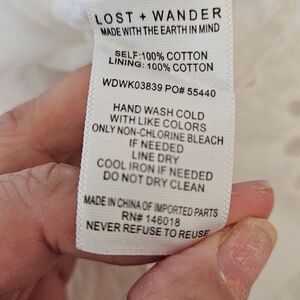 LOST + WANDER
MADE WITH THE EARTH IN MIND
SELF:100% COTTON
LINING: 100% COTTON
WDWK03839 PO# 55440
HAND WASH COLD
WITH LIKE COLORS
ONLY NON-CHLORINE BLEACH
IF NEEDED
LINE DRY
COOL IRON IF NEEDED
DO NOT DRY CLEAN
MADE IN CHINA OF IMPORTED PARTS
RN# 146018
NEVER REFUSE TO REUSE